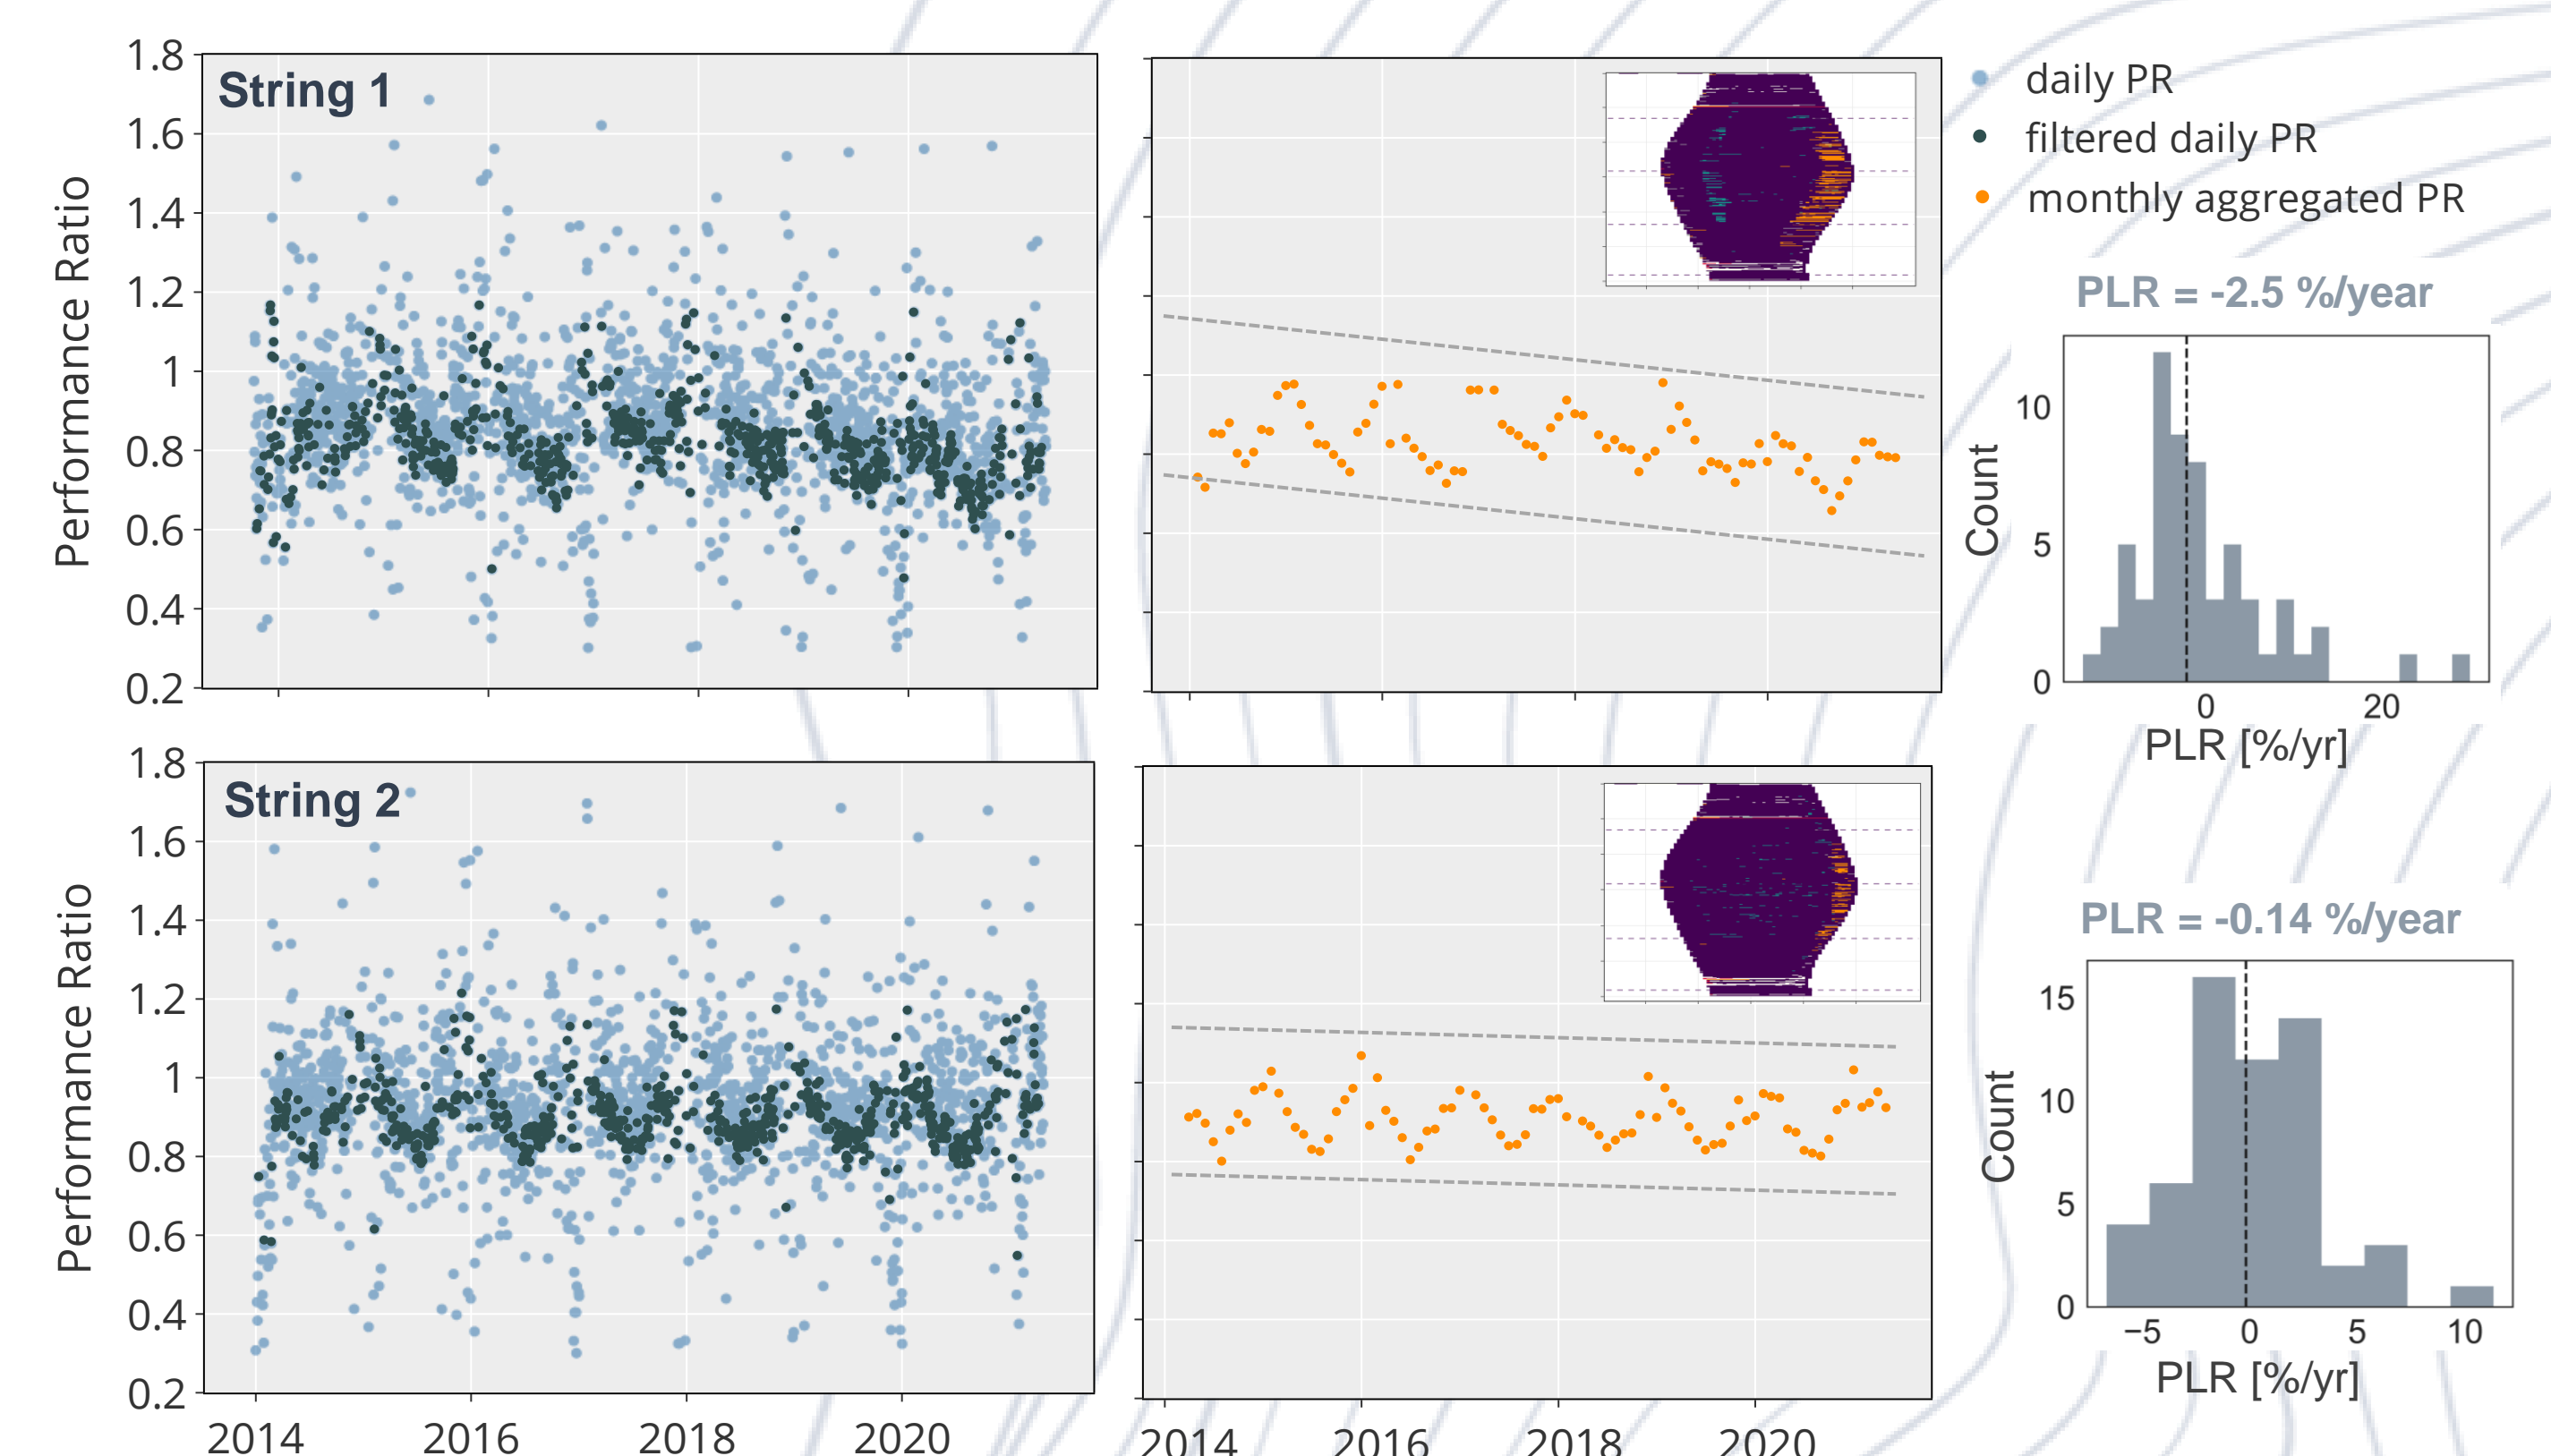 String 1
Performance Ratio
1.8
1.6
1.4
1.2
1
0.8
0.6
0.4
0.2
daily PR
filtered daily PR
monthly aggregated PR
PLR = -2.5 %/year
Count
10
5
0
0 20
PLR [%/yr]
String 2
Performance Ratio
1.8
1.6
1.4
1.2
1
0.8
0.6
0.4
0.2
2014 2016 2018 2020
2014 2016 2018 2020
PLR = -0.14 %/year
Count
15
10
5
0
−5 0 5 10
PLR [%/yr]